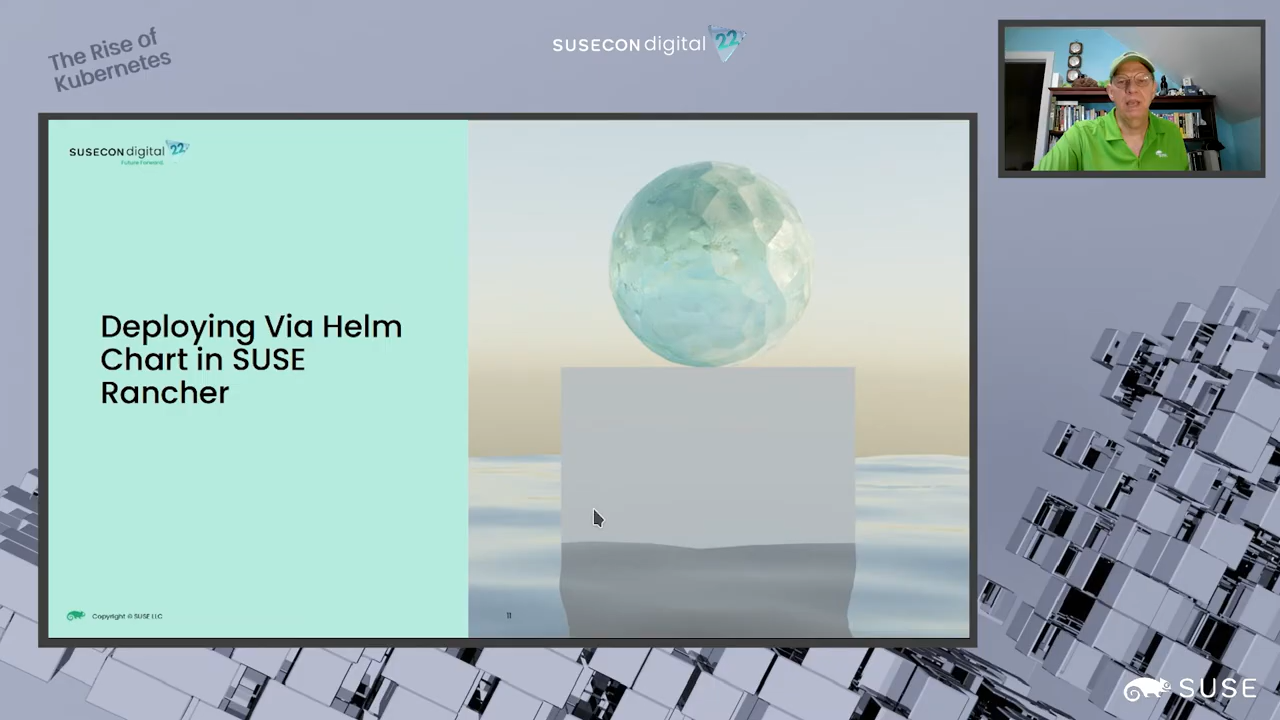 The Rise of
Kubernetes
SUSECON digital 22
SUSECON digital 22
Future Forward.
Deploying Via Helm
Chart in SUSE
Rancher
Copyright © SUSE LLC
11
SUSE